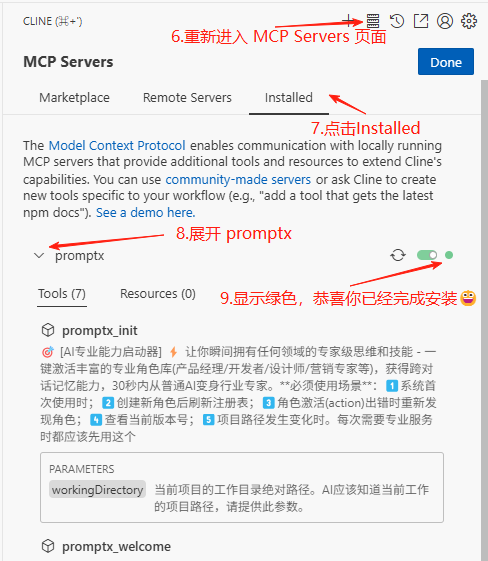 CLINE (⌘+')
6.重新进入 MCP Servers 页面
MCP Servers
Done
Marketplace
Remote Servers
Installed
7.点击Installed
The Model Context Protocol enables communication with locally running
MCP servers that provide additional tools and resources to extend Cline's
capabilities. You can use community-made servers or ask Cline to create
new tools specific to your workflow (e.g., "add a tool that gets the latest
npm docs"). See a demo here.
8.展开 promptx
promptx
9.显示绿色，恭喜你已经完成安装😀
Tools (7)
Resources (0)
promptx_init
🎯 [AI专业能力启动器] ⚡ 让你瞬间拥有任何领域的专家级思维和技能 - 一
键激活丰富的专业角色库(产品经理/开发者/设计师/营销专家等)，获得跨对
话记忆能力，30秒内从普通AI变身行业专家。**必须使用场景**：1️⃣系统首
次使用时；2️⃣创建新角色后刷新注册表；3️⃣角色激活(action)出错时重新发
现角色；4️⃣查看当前版本号；5️⃣项目路径发生变化时。每次需要专业服务
时都应该先用这个
PARAMETERS
workingDirectory 当前项目的工作目录绝对路径。AI应该知道当前工作
的项目路径，请提供此参数。
promptx_welcome